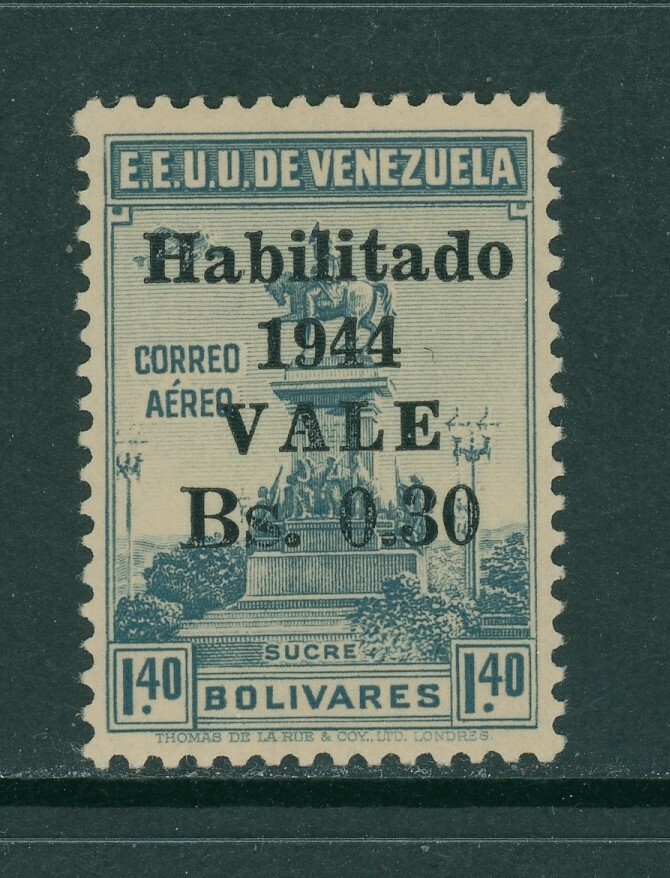 E.E.U.U. DE VENEZUELA
Habilitado
1944
CORREO
AÉREO
VALE
Bs. 0.30
SUCRE
1.40 BOLIVARES 1.40
THOMAS DE LA RUE & COY., LTD. LONDRES.